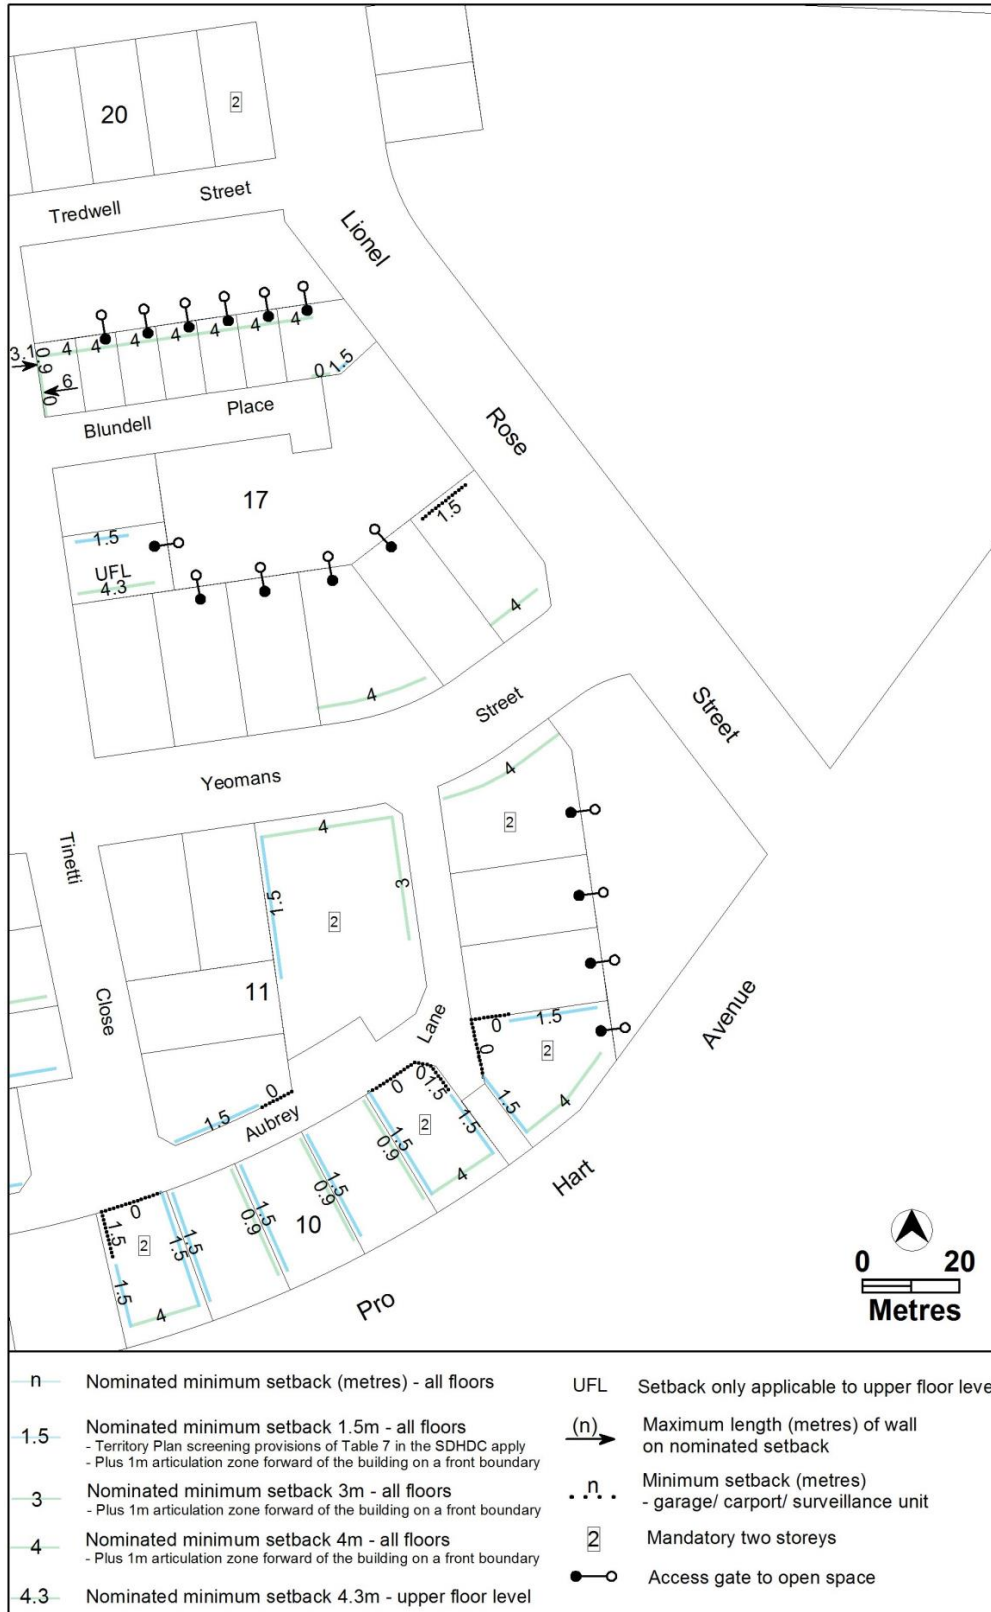 20
2
Tredwell Street
Lionel
Rose
Street
4 4 4 4 4 4 4
3.1
0.9
6
0
0 1.5
Blundell Place
17
1.5
1.5
UFL
4.3
4
4
Street
Yeomans
4
2
Tinetti
Close
4
3
1.5
2
11
Lane
0
1.5
0
2
1.5
4
Avenue
0
1.5
Aubrey
0
0
1.5
1.5
0.9
2
1.5
4
Hart
1.5
0.9
1.5
0.9
10
0
1.5
2
1.5
1.5
1.5
4
Pro
0 20
Metres
n Nominated minimum setback (metres) - all floors
1.5 Nominated minimum setback 1.5m - all floors
- Territory Plan screening provisions of Table 7 in the SDHDC apply
- Plus 1m articulation zone forward of the building on a front boundary
3 Nominated minimum setback 3m - all floors
- Plus 1m articulation zone forward of the building on a front boundary
4 Nominated minimum setback 4m - all floors
- Plus 1m articulation zone forward of the building on a front boundary
4.3 Nominated minimum setback 4.3m - upper floor level
UFL Setback only applicable to upper floor leve
(n) Maximum length (metres) of wall
on nominated setback
n Minimum setback (metres)
- garage/ carport/ surveillance unit
2 Mandatory two storeys
Access gate to open space